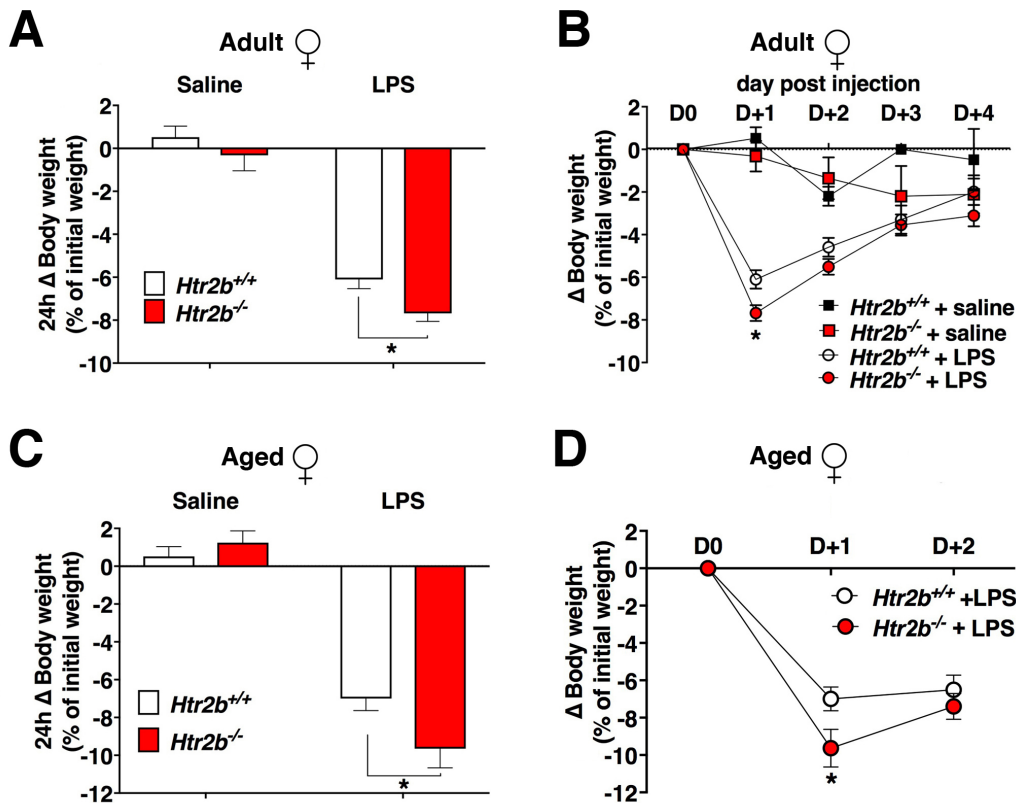 A
Adult ♀
Saline LPS
24h Δ Body weight
(% of initial weight)
2
0
-2
-4
-6
-8
-10
Htr2b+/+
Htr2b-/-
*
B
Adult ♀
day post injection
D0 D+1 D+2 D+3 D+4
Δ Body weight
(% of initial weight)
2
0
-2
-4
-6
-8
-10
Htr2b+/+ + saline
Htr2b-/- + saline
Htr2b+/+ + LPS
Htr2b-/- + LPS
*
C
Aged ♀
Saline LPS
24h Δ Body weight
(% of initial weight)
2
0
-2
-4
-6
-8
-10
-12
Htr2b+/+
Htr2b-/-
*
D
Aged ♀
D0 D+1 D+2
Δ Body weight
(% of initial weight)
2
0
-2
-4
-6
-8
-10
-12
Htr2b+/+ +LPS
Htr2b-/- + LPS
*